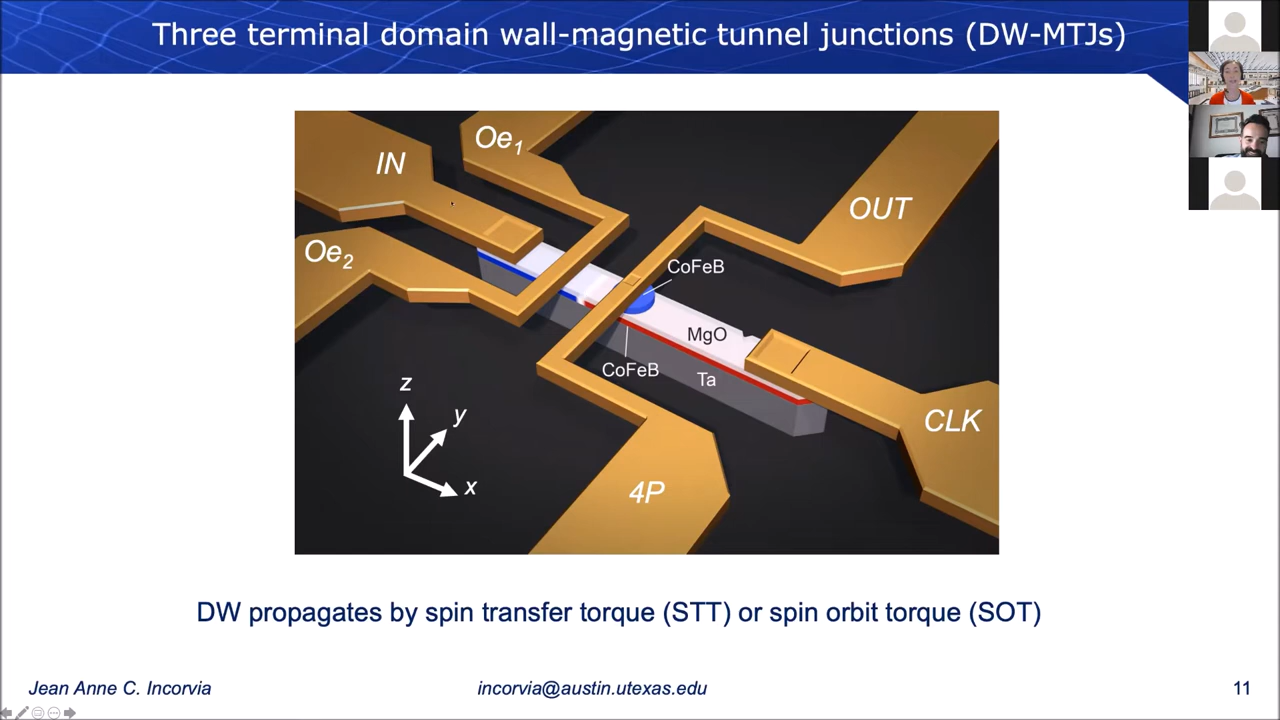 Three terminal domain wall-magnetic tunnel junctions (DW-MTJs)
Oe1
IN
OUT
Oe2
CoFeB
MgO
CoFeB
Ta
z
y
CLK
x
4P
DW propagates by spin transfer torque (STT) or spin orbit torque (SOT)
Jean Anne C. Incorvia
incorvia@austin.utexas.edu
11